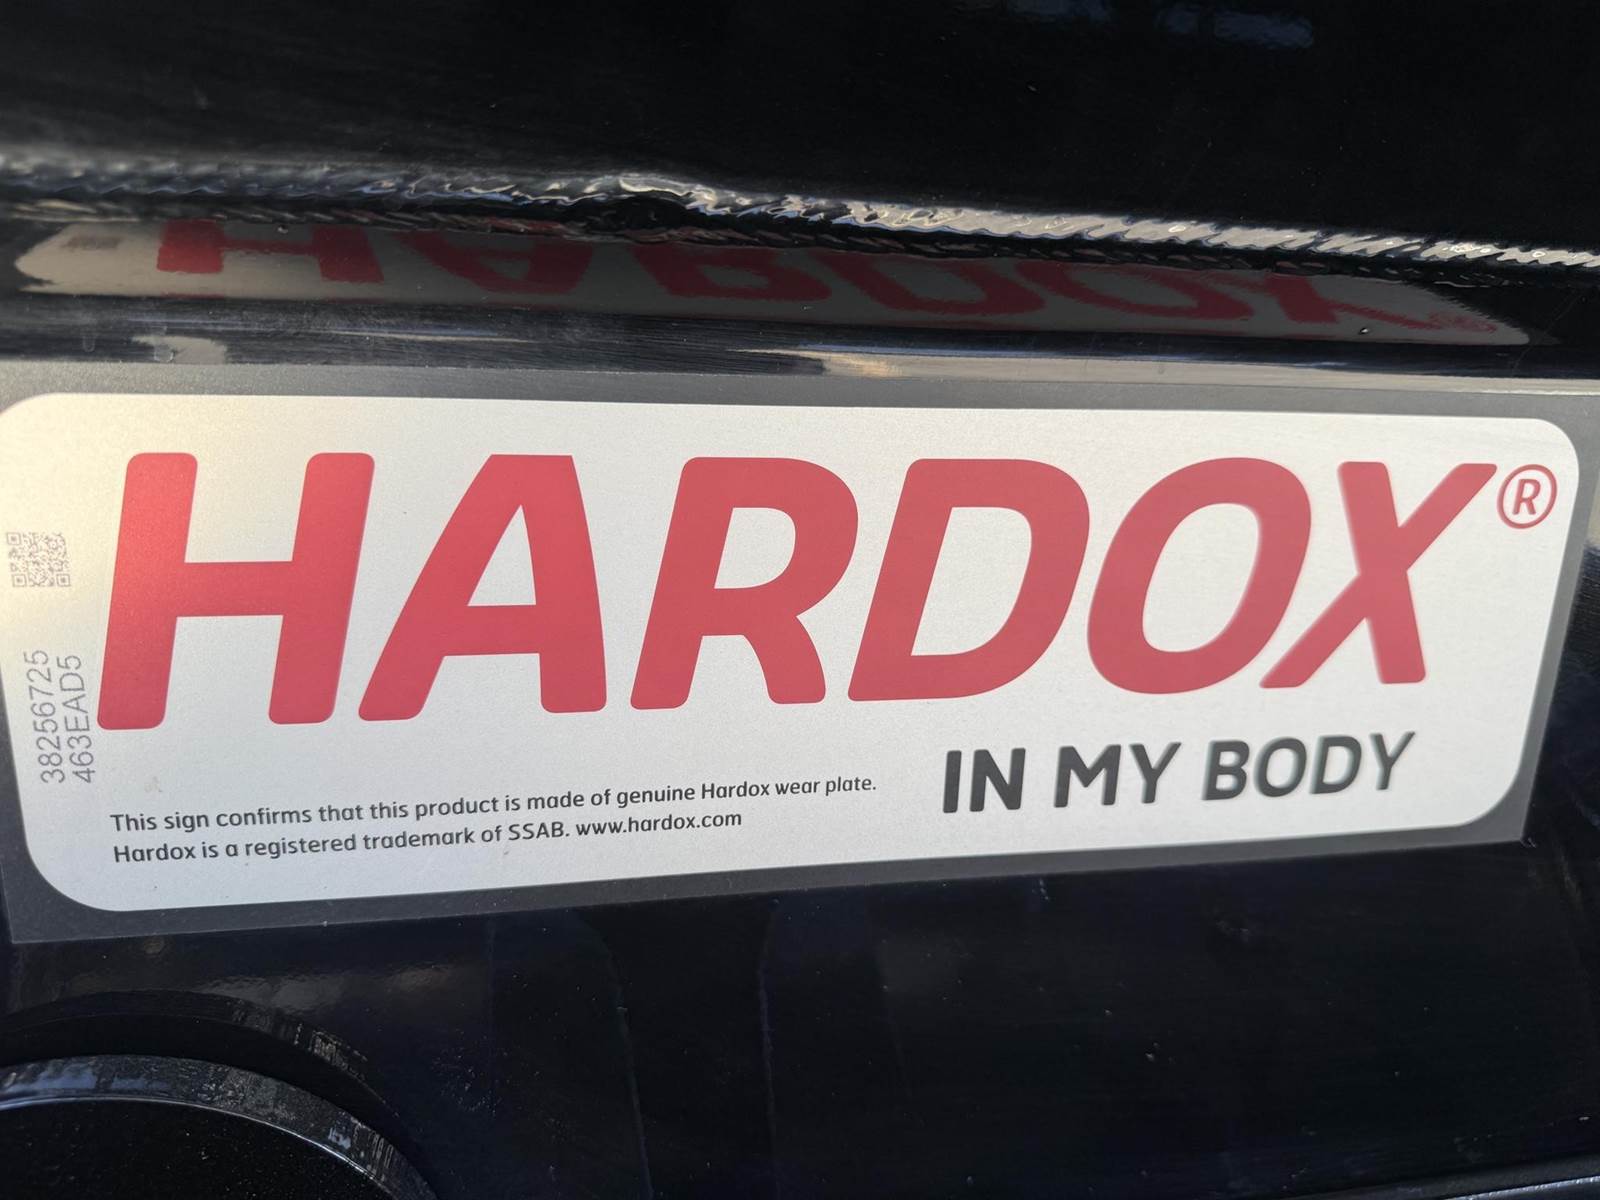 HARDOX®
IN MY BODY
This sign confirms that this product is made of genuine Hardox wear plate.
Hardox is a registered trademark of SSAB. www.hardox.com
38256725
463EAD5